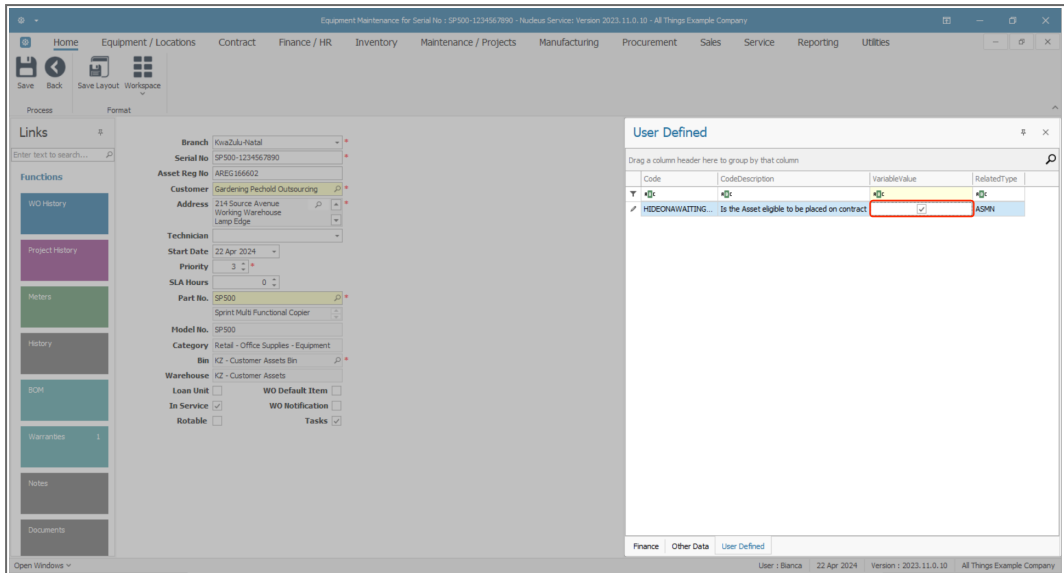 Equipment Maintenance for Serial No : SP500-1234567890 - Nucleus Service: Version 2023.11.0.10 - All Things Example Company
Home Equipment / Locations Contract Finance / HR Inventory Maintenance / Projects Manufacturing Procurement Sales Service Reporting Utilities
Save Back Save Layout Workspace
Process Format
Links
Enter text to search...
Functions
WO History
Project History
Meters
History
BOM
Warranties 1
Notes
Documents
Branch KwaZulu-Natal *
Serial No SP500-1234567890 *
Asset Reg No AREG166602
Customer Gardening Pechold Outsourcing *
Address 214 Source Avenue *
Working Warehouse
Lamp Edge
Technician
Start Date 22 Apr 2024
Priority 3 *
SLA Hours 0
Part No. SP500 *
Sprint Multi Functional Copier
Model No. SP500
Category Retail - Office Supplies - Equipment
Bin KZ - Customer Assets Bin *
Warehouse KZ - Customer Assets
Loan Unit WO Default Item
In Service WO Notification
Rotable Tasks
User Defined
Drag a column header here to group by that column
Code CodeDescription VariableValue RelatedType
HIDEONAWAITING... Is the Asset eligible to be placed on contract ASMN
Finance Other Data User Defined
Open Windows User : Bianca 22 Apr 2024 Version : 2023.11.0.10 All Things Example Company